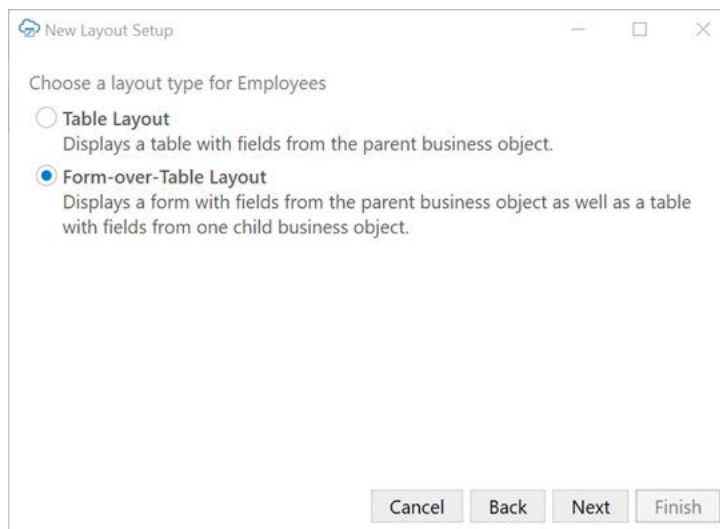 New Layout Setup
Choose a layout type for Employees
Table Layout
Displays a table with fields from the parent business object.
Form-over-Table Layout
Displays a form with fields from the parent business object as well as a table
with fields from one child business object.
Cancel Back Next Finish